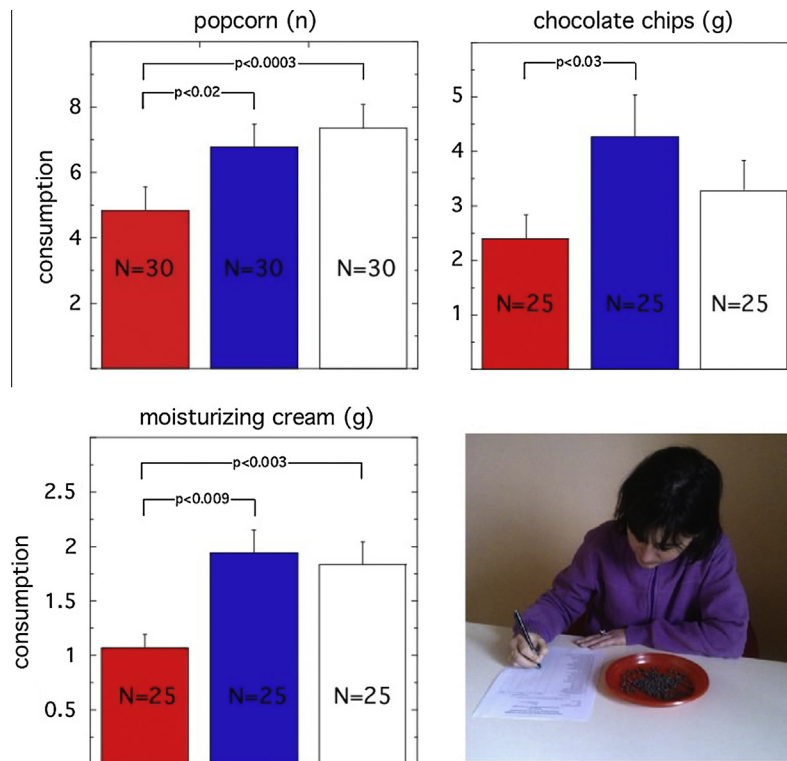 popcorn (n)
consumption
8
6
4
2
p<0.0003
p<0.02
N=30
N=30
N=30
chocolate chips (g)
5
4
3
2
1
p<0.03
N=25
N=25
N=25
moisturizing cream (g)
consumption
2.5
2
1.5
1
0.5
p<0.003
p<0.009
N=25
N=25
N=25